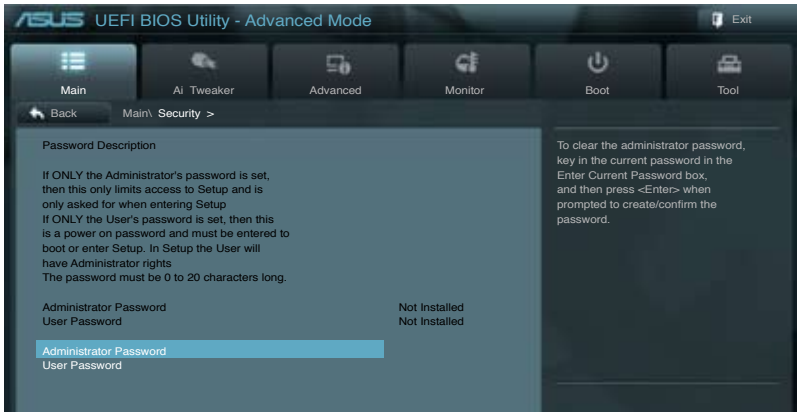 ASUS UEFI BIOS Utility - Advanced Mode
Exit
Main
Ai Tweaker
Advanced
Monitor
Boot
Tool
Back
Main\ Security >
Password Description
If ONLY the Administrator's password is set,
then this only limits access to Setup and is
only asked for when entering Setup
If ONLY the User's password is set, then this
is a power on password and must be entered to
boot or enter Setup. In Setup the User will
have Administrator rights
The password must be 0 to 20 characters long.
Administrator Password Not Installed
User Password Not Installed
Administrator Password
User Password
To clear the administrator password,
key in the current password in the
Enter Current Password box,
and then press <Enter> when
prompted to create/confirm the
password.